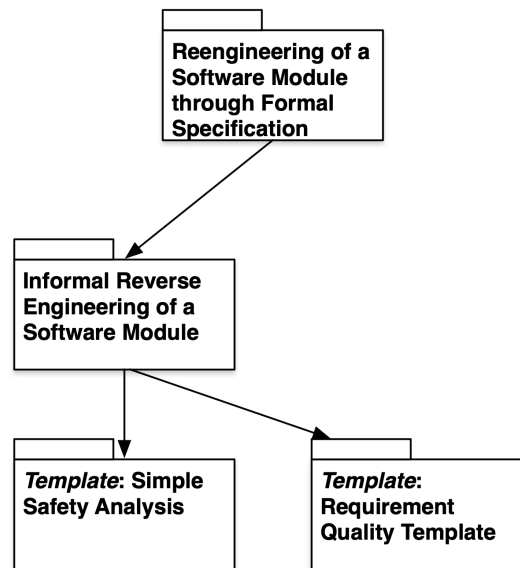 Reengineering of a
Software Module
through Formal
Specification
Informal Reverse
Engineering of a
Software Module
Template: Simple
Safety Analysis
Template:
Requirement
Quality Template